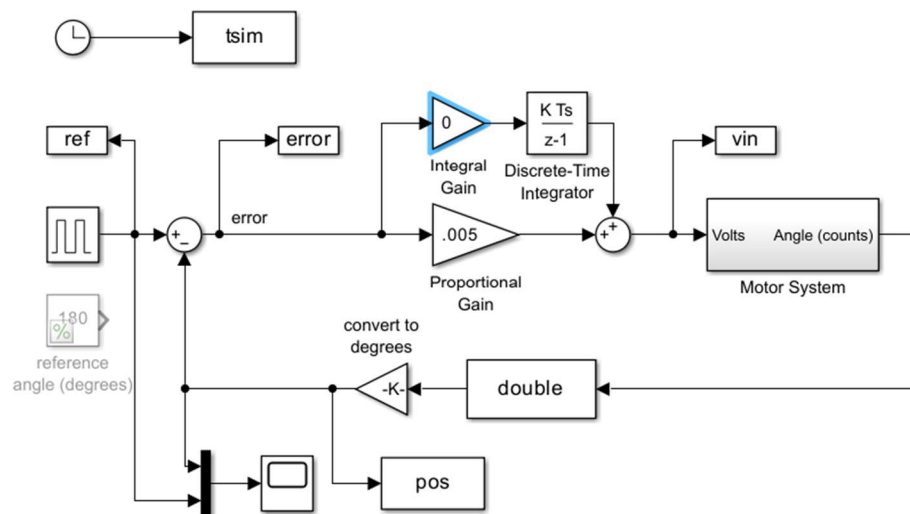 tsim
ref
error
0
K Ts
z-1
vin
Integral
Gain
Discrete-Time
Integrator
+
−
error
.005
+
+
Volts
Angle (counts)
Proportional
Gain
Motor System
180
%
reference
angle (degrees)
convert to
degrees
-K-
double
pos